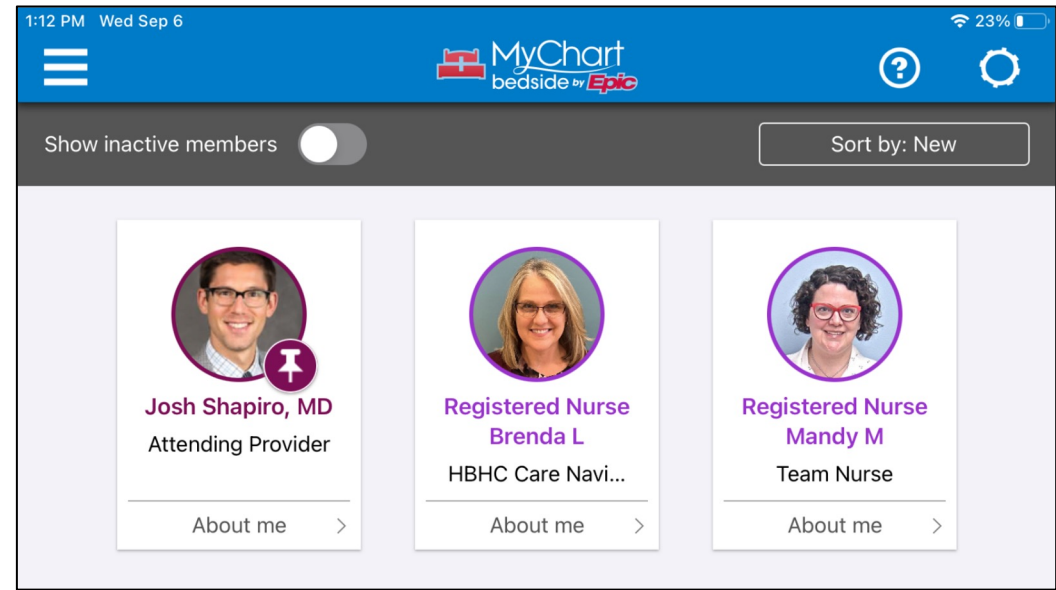 1:12 PM Wed Sep 6
23%
MyChart
bedside by Epic
?
Show inactive members
Sort by: New
Josh Shapiro, MD
Attending Provider
About me
Registered Nurse
Brenda L
HBHC Care Navi...
About me
Registered Nurse
Mandy M
Team Nurse
About me